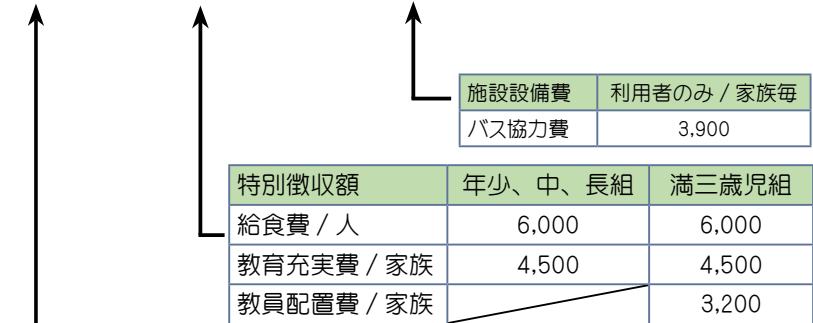 施設設備費 利用者のみ / 家族毎
バス協力費 3,900
特別徴収額 年少、中、長組 満三歳児組
給食費 / 人 6,000 6,000
教育充実費 / 家族 4,500 4,500
教員配置費 / 家族 3,200